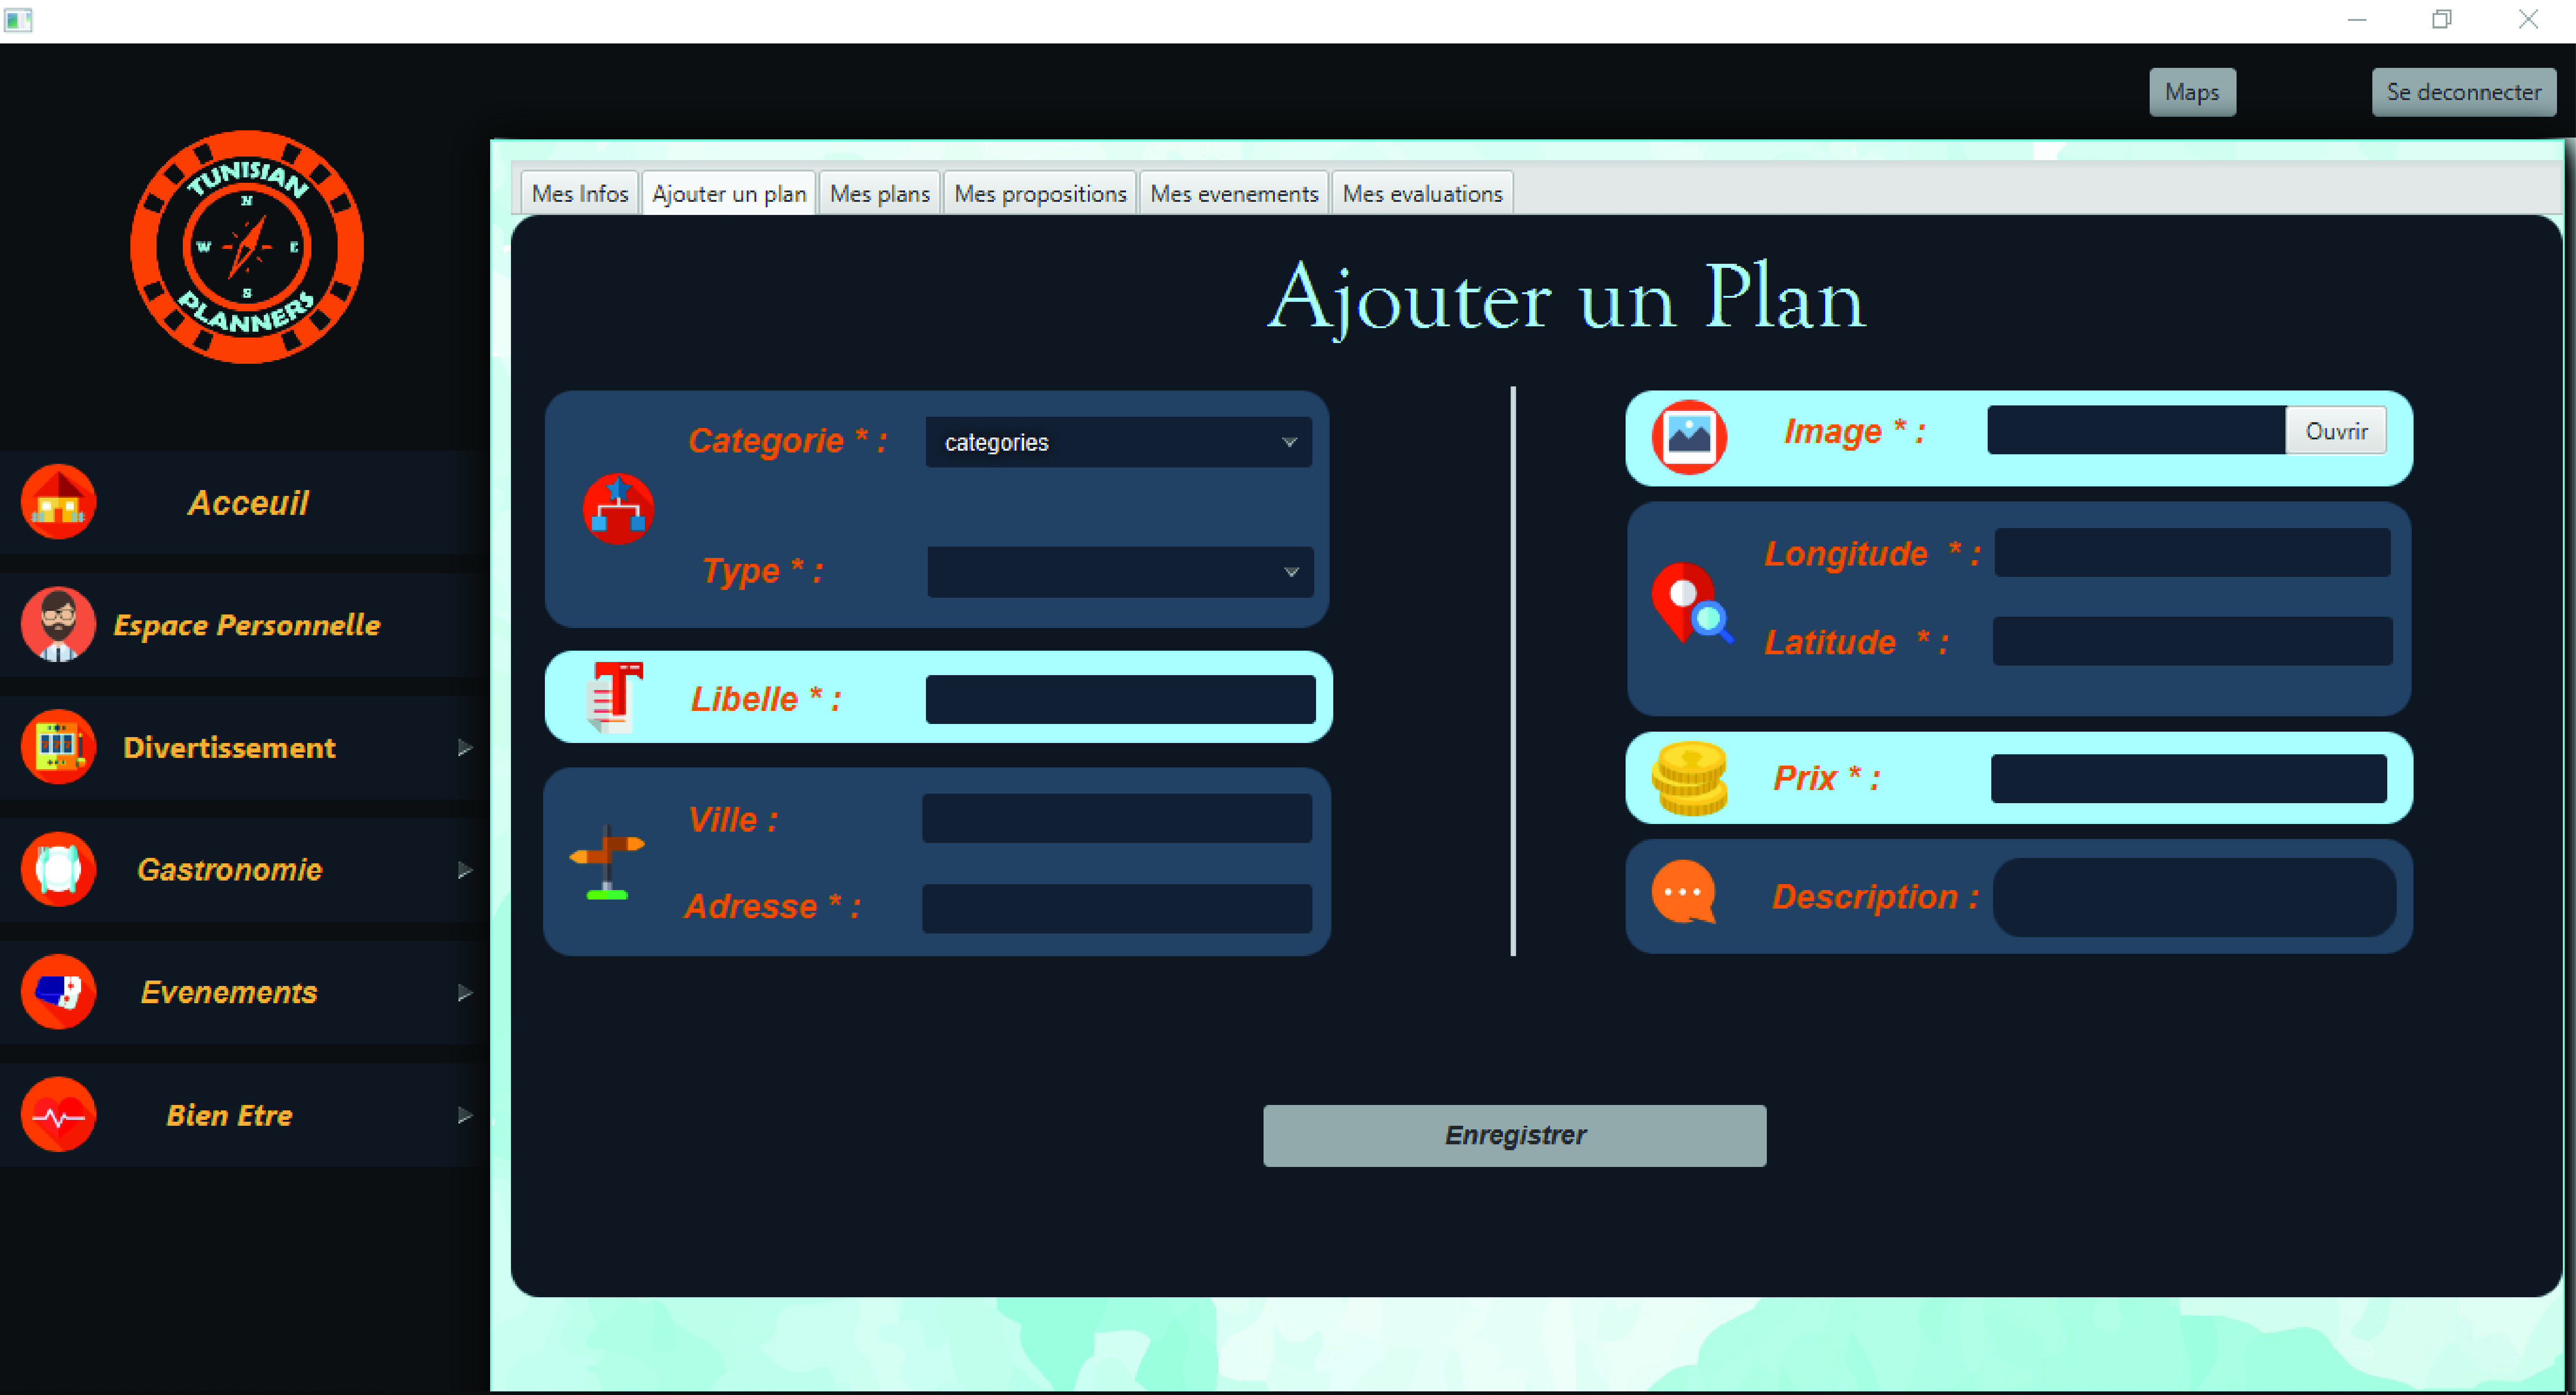 Maps
Se deconnecter
TUNISIAN
N
W E
S
PLANNERS
Mes Infos
Ajouter un plan
Mes plans
Mes propositions
Mes evenements
Mes evaluations
Acceuil
Espace Personnelle
Divertissement
Gastronomie
Evenements
Bien Etre
Ajouter un Plan
Categorie * :
categories
Type * :
Libelle * :
Ville :
Adresse * :
Image * :
Ouvrir
Longitude * :
Latitude * :
Prix * :
Description :
Enregistrer